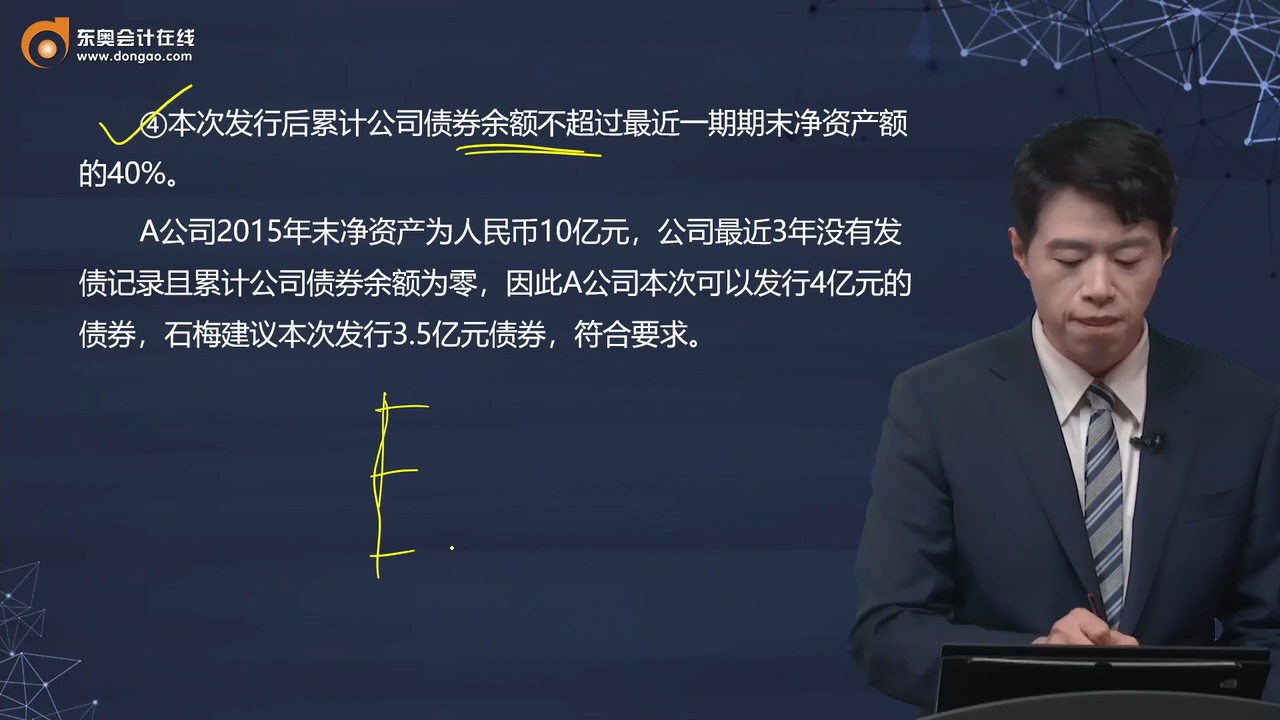 东奥会计在线
www.dongao.com
④本次发行后累计公司债券余额不超过最近一期期末净资产额
的40%。
A公司2015年末净资产为人民币10亿元，公司最近3年没有发
债记录且累计公司债券余额为零，因此A公司本次可以发行4亿元的
债券，石梅建议本次发行3.5亿元债券，符合要求。